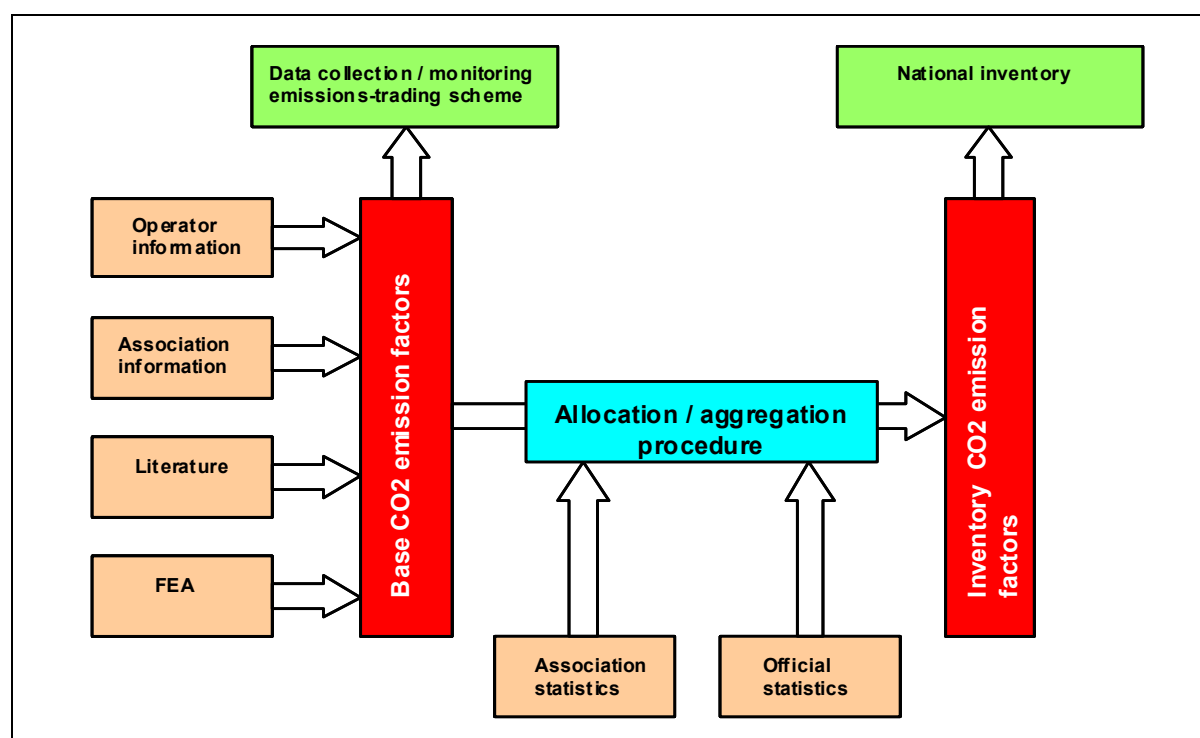 Data collection / monitoring
emissions-trading scheme
National inventory
Operator
information
Association
information
Literature
FEA
Base CO2 emission factors
Allocation / aggregation
procedure
Inventory CO2 emission
factors
Association
statistics
Official
statistics